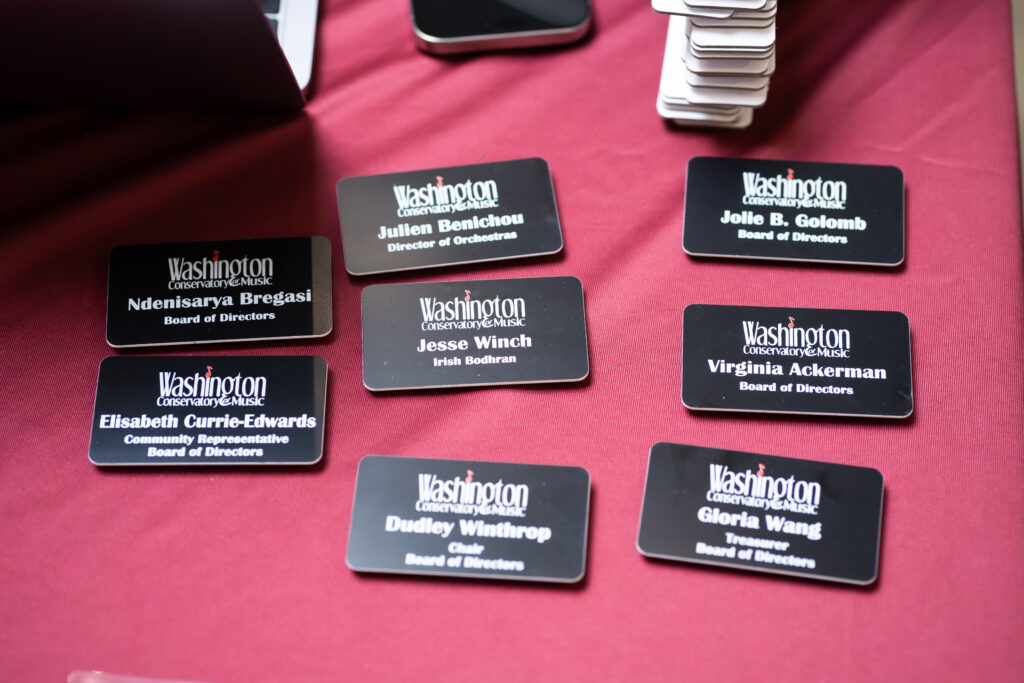 Washington
Conservatory of Music
Julien Benichou
Director of Orchestras
Washington
Conservatory of Music
Jolie B. Golomb
Board of Directors
Washington
Conservatory of Music
Ndenisarya Bregasi
Board of Directors
Washington
Conservatory of Music
Jesse Winch
Irish Bodhran
Washington
Conservatory of Music
Virginia Ackerman
Board of Directors
Washington
Conservatory of Music
Elisabeth Currie-Edwards
Community Representative
Board of Directors
Washington
Conservatory of Music
Dudley Winthrop
Chair
Board of Directors
Washington
Conservatory of Music
Gloria Wang
Treasurer
Board of Directors